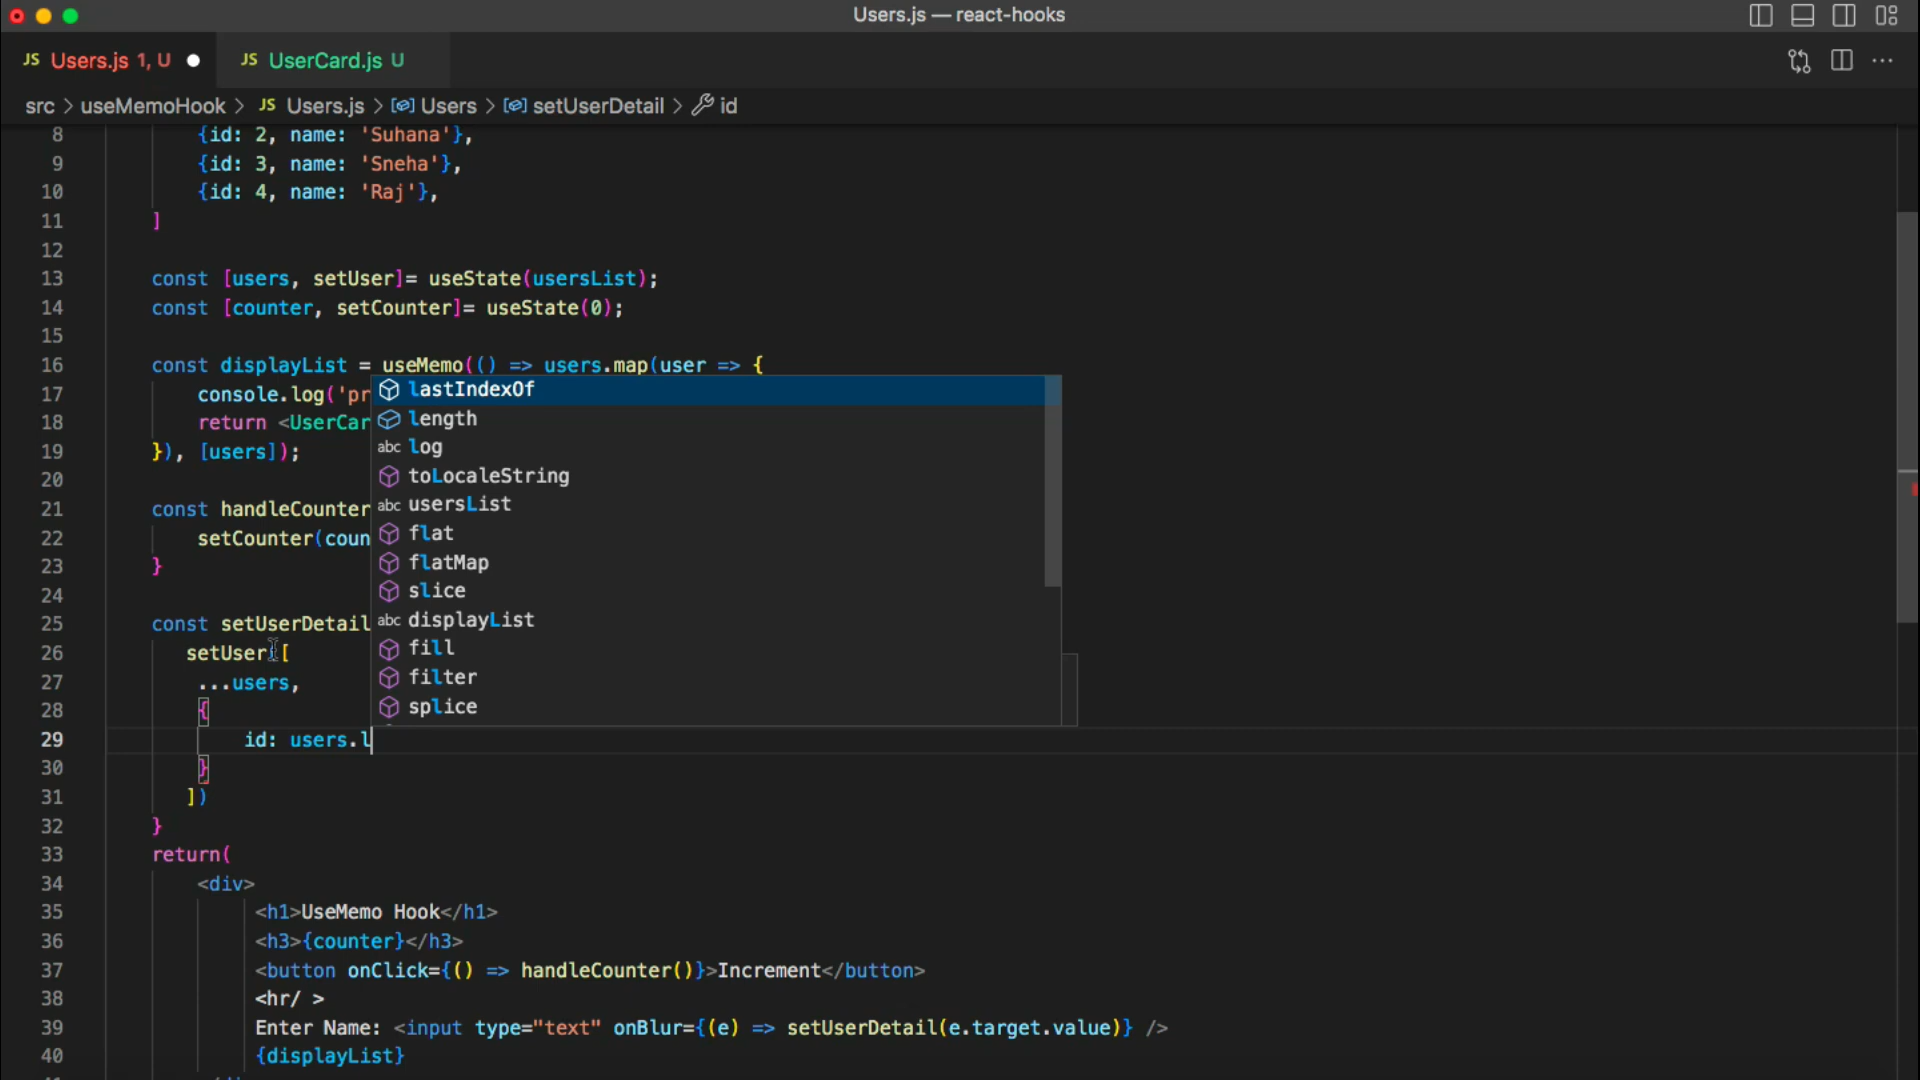 Users.js — react-hooks
JS Users.js 1, U
JS UserCard.js U
src > useMemoHook > JS Users.js > Users > setUserDetail > id
8 {id: 2, name: 'Suhana'},
9 {id: 3, name: 'Sneha'},
10 {id: 4, name: 'Raj'},
11 ]
12
13 const [users, setUser]= useState(usersList);
14 const [counter, setCounter]= useState(0);
15
16 const displayList = useMemo(() => users.map(user => {
17 console.log('pr
18 return <UserCar
19 }), [users]);
20
21 const handleCounter
22 setCounter(coun
23 }
24
25 const setUserDetail
26 setUser([
27 ...users,
28 {
29 id: users.l
30 }
31 ])
32 }
33 return(
34 <div>
35 <h1>UseMemo Hook</h1>
36 <h3>{counter}</h3>
37 <button onClick={() => handleCounter()}>Increment</button>
38 <hr/ >
39 Enter Name: <input type="text" onBlur={(e) => setUserDetail(e.target.value)} />
40 {displayList}
lastIndexOf
length
abc log
toLocaleString
abc usersList
flat
flatMap
slice
abc displayList
fill
filter
splice